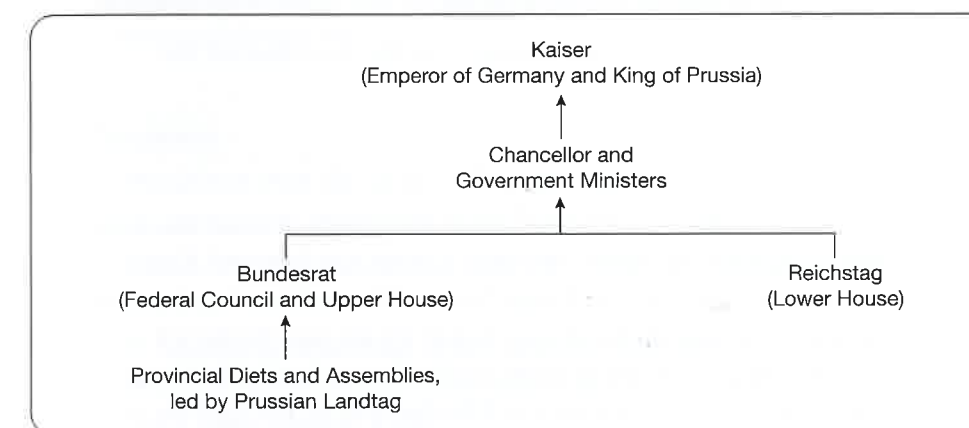 Kaiser
(Emperor of Germany and King of Prussia)
Chancellor and
Government Ministers
Bundesrat
(Federal Council and Upper House)
Reichstag
(Lower House)
Provincial Diets and Assemblies,
led by Prussian Landtag